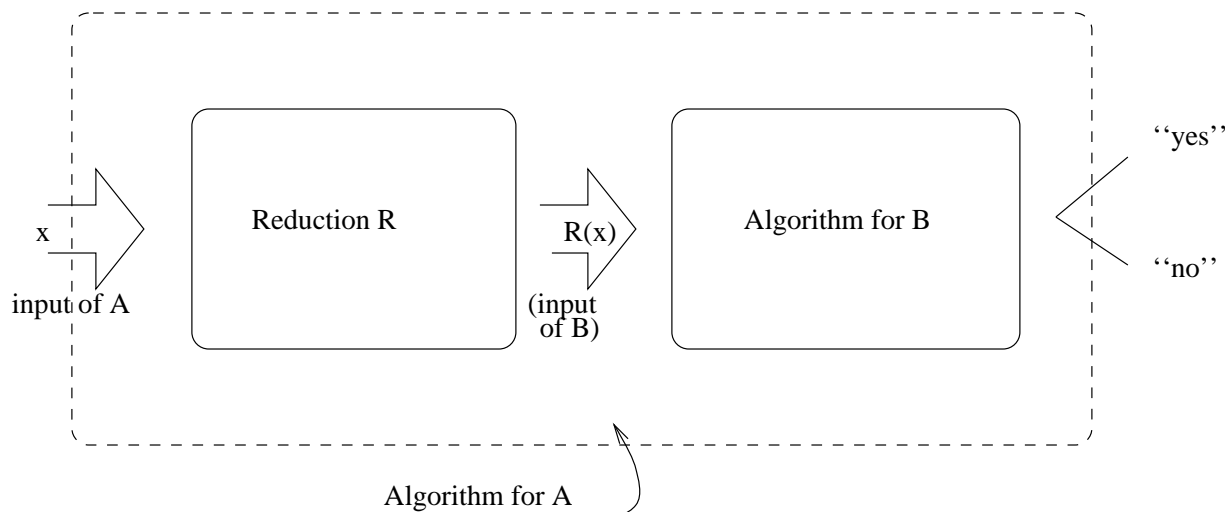 ‘‘yes’’
Reduction R
Algorithm for B
x
R(x)
‘‘no’’
input of A
(input
of B)
Algorithm for A